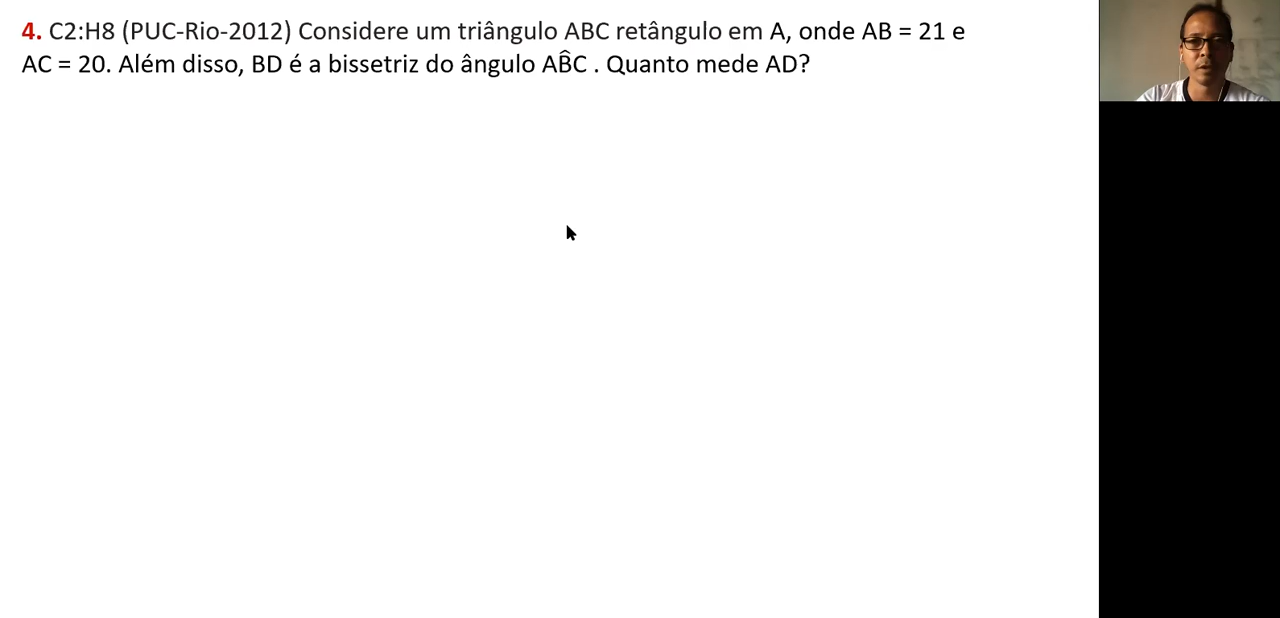 4. C2:H8 (PUC-Rio-2012) Considere um triângulo ABC retângulo em A, onde AB = 21 e
AC = 20. Além disso, BD é a bissetriz do ângulo AB̂C . Quanto mede AD?